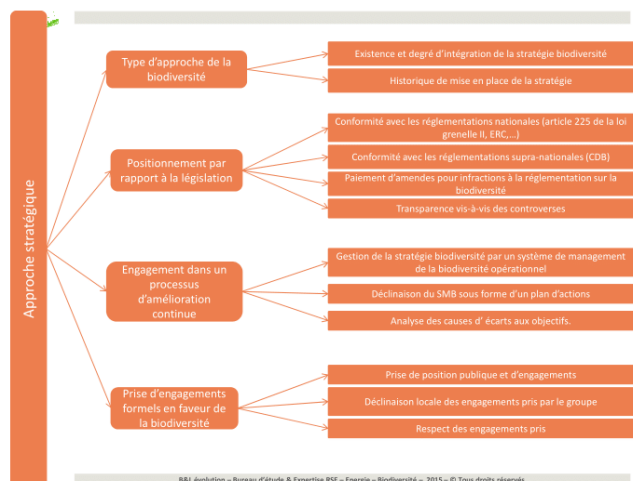 Approche stratégique
Type d'approche de la
biodiversité
Existence et degré d'intégration de la stratégie biodiversité
Historique de mise en place de la stratégie
Positionnement par
rapport à la législation
Conformité avec les réglementations nationales (article 225 de la loi
grenelle II, ERC,…)
Conformité avec les réglementations supra-nationales (CDB)
Paiement d'amendes pour infractions à la réglementation sur la
biodiversité
Transparence vis-à-vis des controverses
Engagement dans un
processus
d'amélioration
continue
Gestion de la stratégie biodiversité par un système de management
de la biodiversité opérationnel
Déclinaison du SMB sous forme d'un plan d'actions
Analyse des causes d' écarts aux objectifs.
Prise d'engagements
formels en faveur de
la biodiversité
Prise de position publique et d'engagements
Déclinaison locale des engagements pris par le groupe
Respect des engagements pris
B&L évolution – Bureau d'étude & Expertise RSE – Energie – Biodiversité – 2015 – © Tous droits réservés